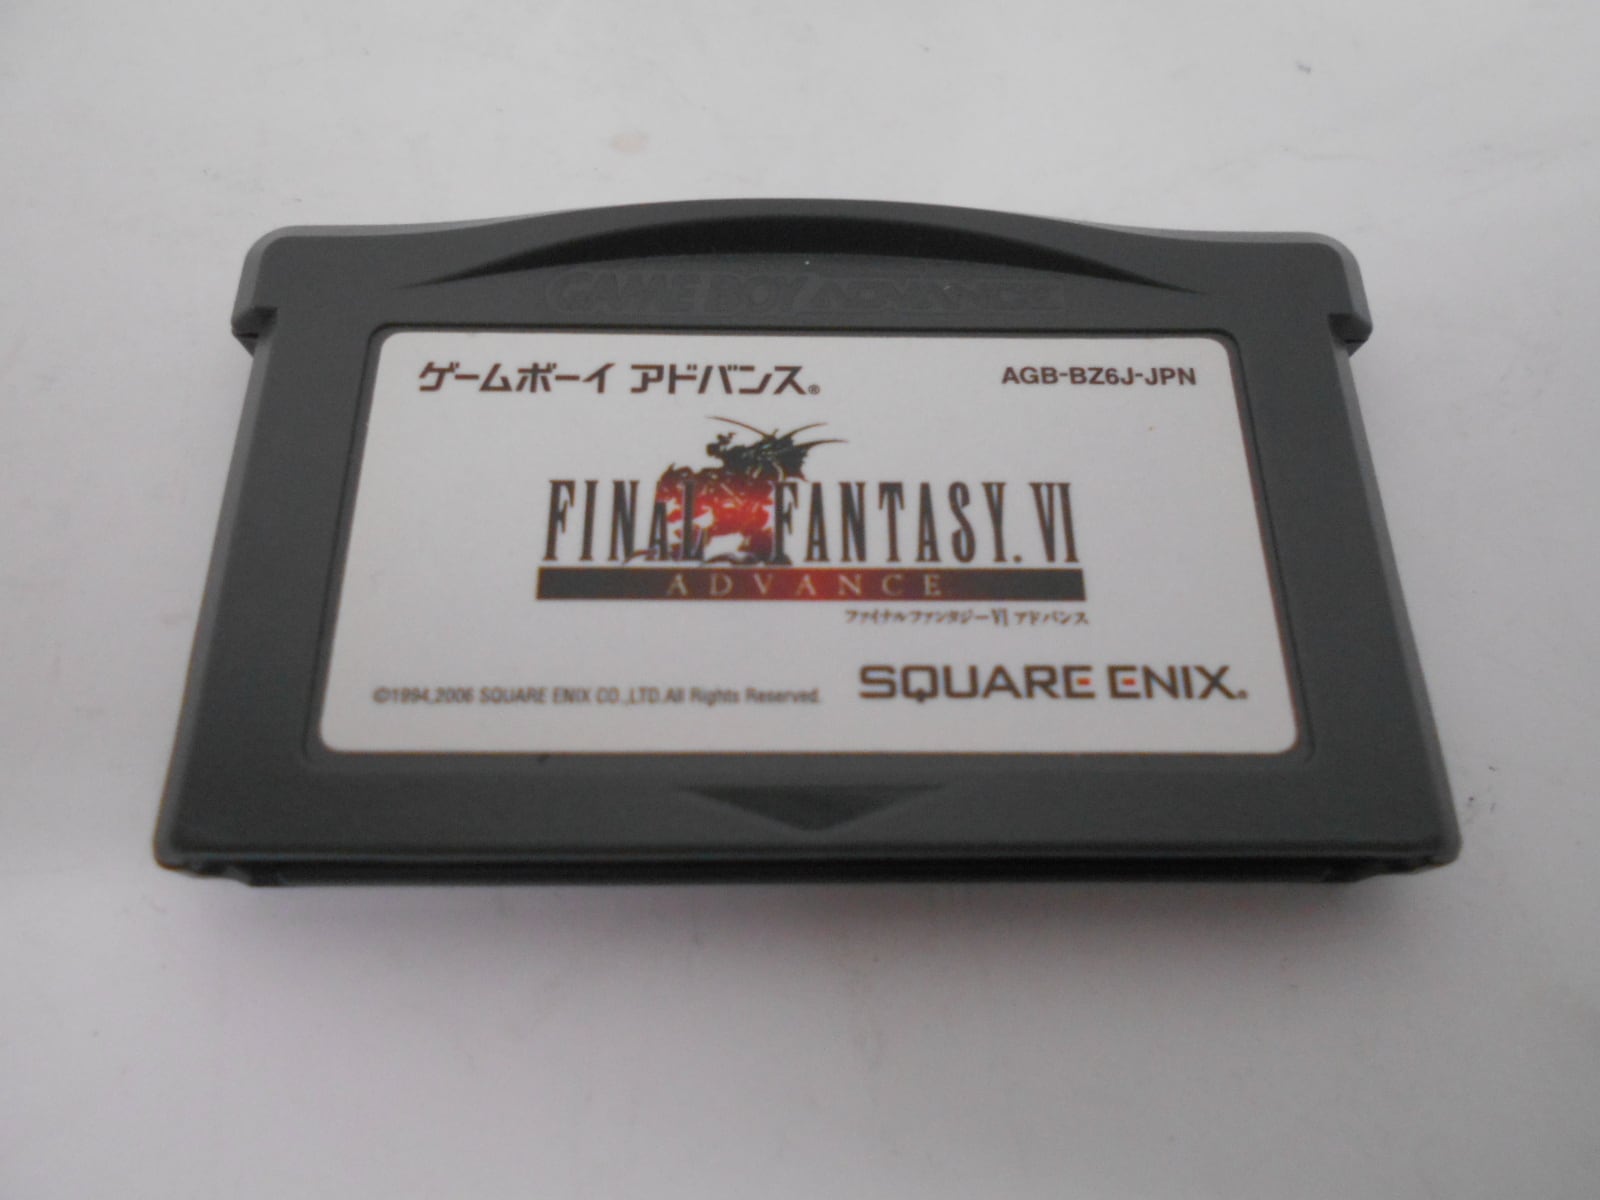 GAME BOY ADVANCE
ゲームボーイ アドバンス®
AGB-BZ6J-JPN
FINAL FANTASY. VI
ADVANCE
ファイナルファンタジーVI アドバンス
©1994,2006 SQUARE ENIX CO.,LTD.All Rights Reserved.
SQUARE ENIX.